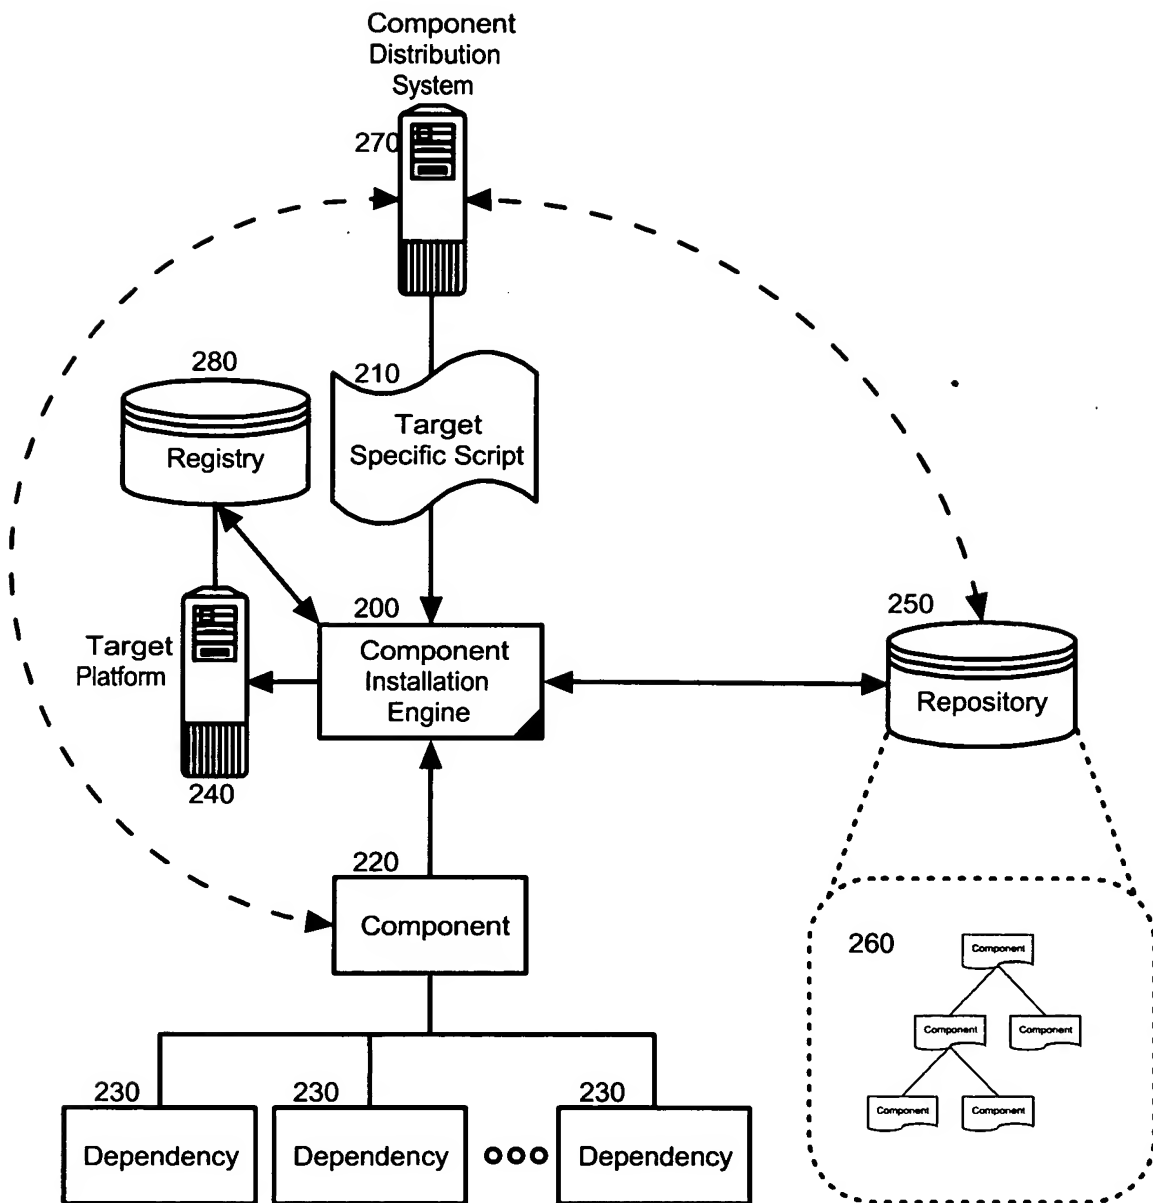 Component
Distribution
System
270
280
210
Registry
Target
Specific Script
200
250
Target
Platform
Component
Installation
Engine
Repository
240
220
Component
260
Component
Component
Component
Component
Component
230
230
230
Dependency
Dependency
Dependency